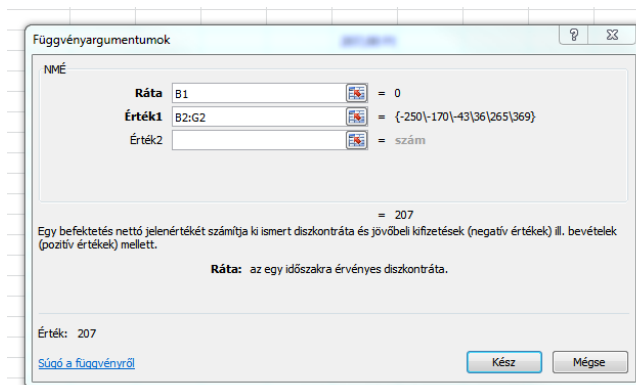 Függvényargumentumok
NMÉ
Ráta B1 = 0
Érték1 B2:G2 = {-250\-170\-43\36\265\369}
Érték2 = szám
= 207
Egy befektetés nettó jelenértékét számítja ki ismert diszkontráta és jövőbeli kifizetések (negatív értékek) ill. bevételek
(pozitív értékek) mellett.
Ráta: az egy időszakra érvényes diszkontráta.
Érték: 207
Súgó a függvényről
Kész
Mégse